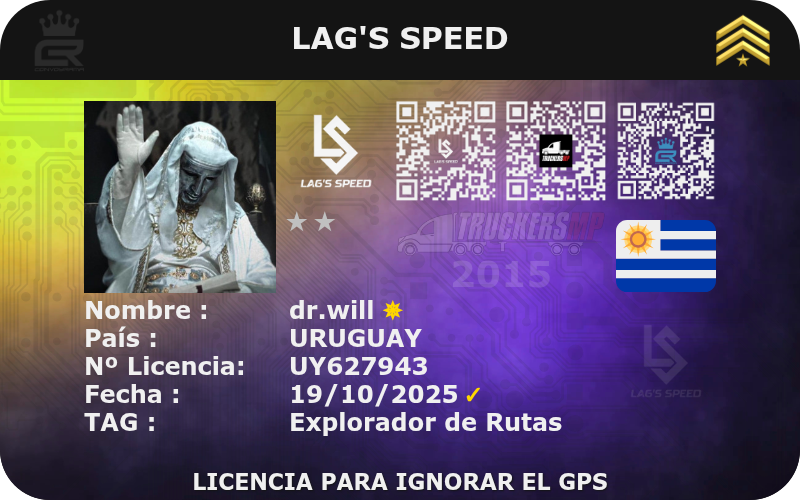 LAG'S SPEED
LAG'S SPEED
TRUCKERSMP
2015
Nombre : dr.will
País : URUGUAY
Nº Licencia: UY627943
Fecha : 19/10/2025 ✓
TAG : Explorador de Rutas
LAG'S SPEED
LICENCIA PARA IGNORAR EL GPS